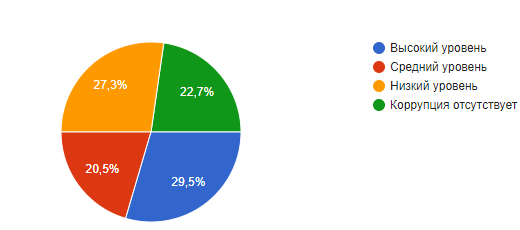 Высокий уровень
Средний уровень
Низкий уровень
Коррупция отсутствует
27,3%
22,7%
20,5%
29,5%